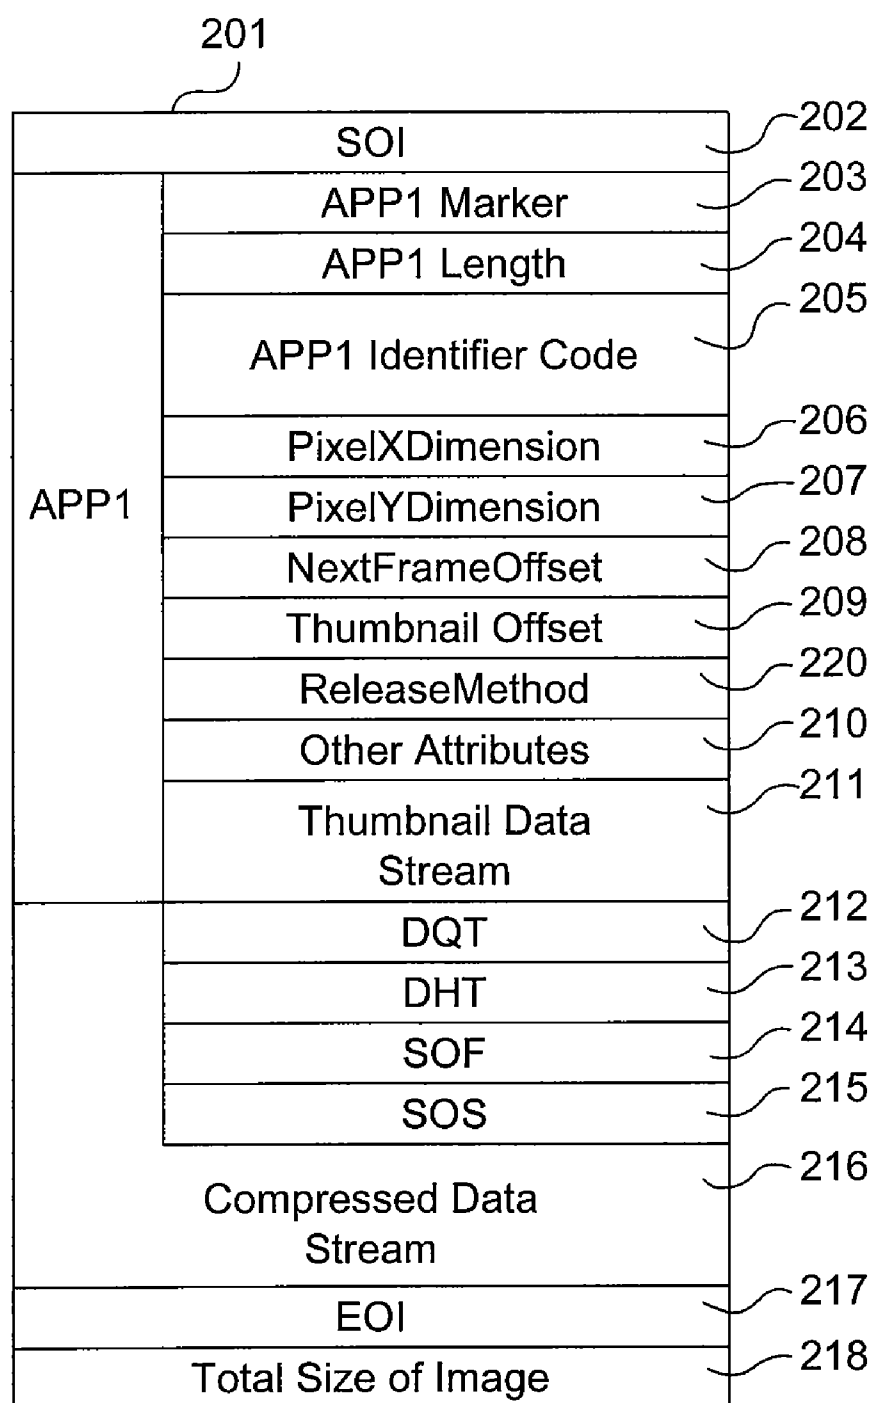 201
SOI 202
APP1 Marker 203
APP1 Length 204
APP1 Identifier Code 205
PixelXDimension 206
APP1 PixelYDimension 207
NextFrameOffset 208
Thumbnail Offset 209
ReleaseMethod 220
Other Attributes 210
Thumbnail Data 211
Stream
DQT 212
DHT 213
SOF 214
SOS 215
Compressed Data 216
Stream
EOI 217
Total Size of Image 218